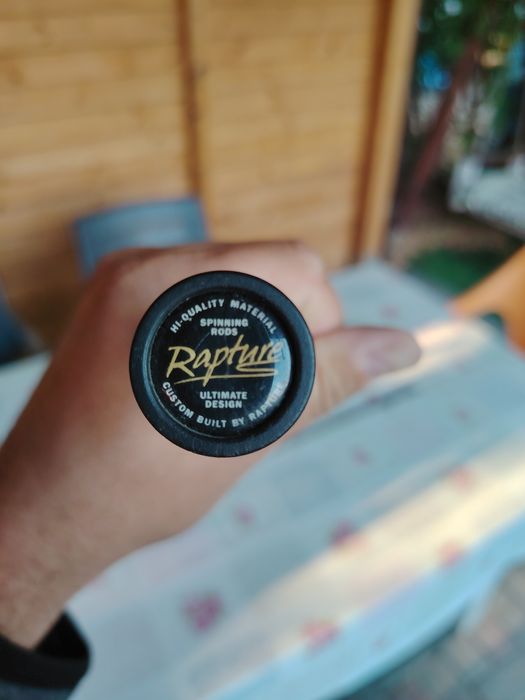 HI-QUALITY MATERIAL
SPINNING
RODS
Rapture
ULTIMATE
DESIGN
CUSTOM BUILT BY RAPTURE